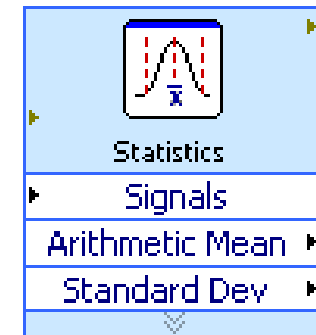 x̄
Statistics
Signals
Arithmetic Mean
Standard Dev